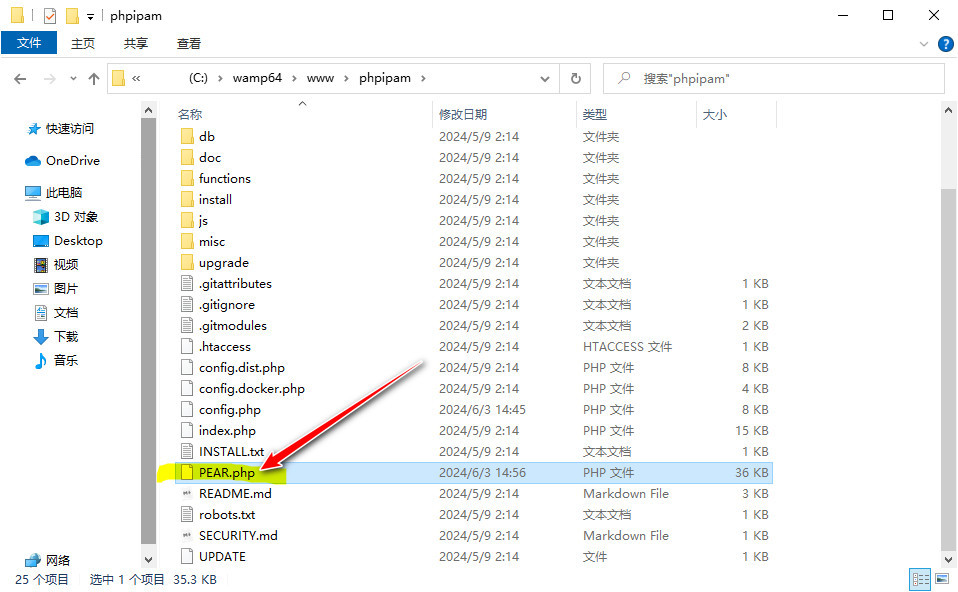 phpipam
文件 主页 共享 查看
« (C:) › wamp64 › www › phpipam › 搜索"phpipam"
名称 修改日期 类型 大小
快速访问
OneDrive
此电脑
3D 对象
Desktop
视频
图片
文档
下载
音乐
网络
db 2024/5/9 2:14 文件夹
doc 2024/5/9 2:14 文件夹
functions 2024/5/9 2:14 文件夹
install 2024/5/9 2:14 文件夹
js 2024/5/9 2:14 文件夹
misc 2024/5/9 2:14 文件夹
upgrade 2024/5/9 2:14 文件夹
.gitattributes 2024/5/9 2:14 文本文档 1 KB
.gitignore 2024/5/9 2:14 文本文档 1 KB
.gitmodules 2024/5/9 2:14 文本文档 2 KB
.htaccess 2024/5/9 2:14 HTACCESS 文件 1 KB
config.dist.php 2024/5/9 2:14 PHP 文件 8 KB
config.docker.php 2024/5/9 2:14 PHP 文件 4 KB
config.php 2024/6/3 14:45 PHP 文件 8 KB
index.php 2024/5/9 2:14 PHP 文件 15 KB
INSTALL.txt 2024/5/9 2:14 文本文档 1 KB
PEAR.php 2024/6/3 14:56 PHP 文件 36 KB
README.md 2024/5/9 2:14 Markdown File 3 KB
robots.txt 2024/5/9 2:14 文本文档 1 KB
SECURITY.md 2024/5/9 2:14 Markdown File 1 KB
UPDATE 2024/5/9 2:14 文件 1 KB
25 个项目 选中 1 个项目 35.3 KB